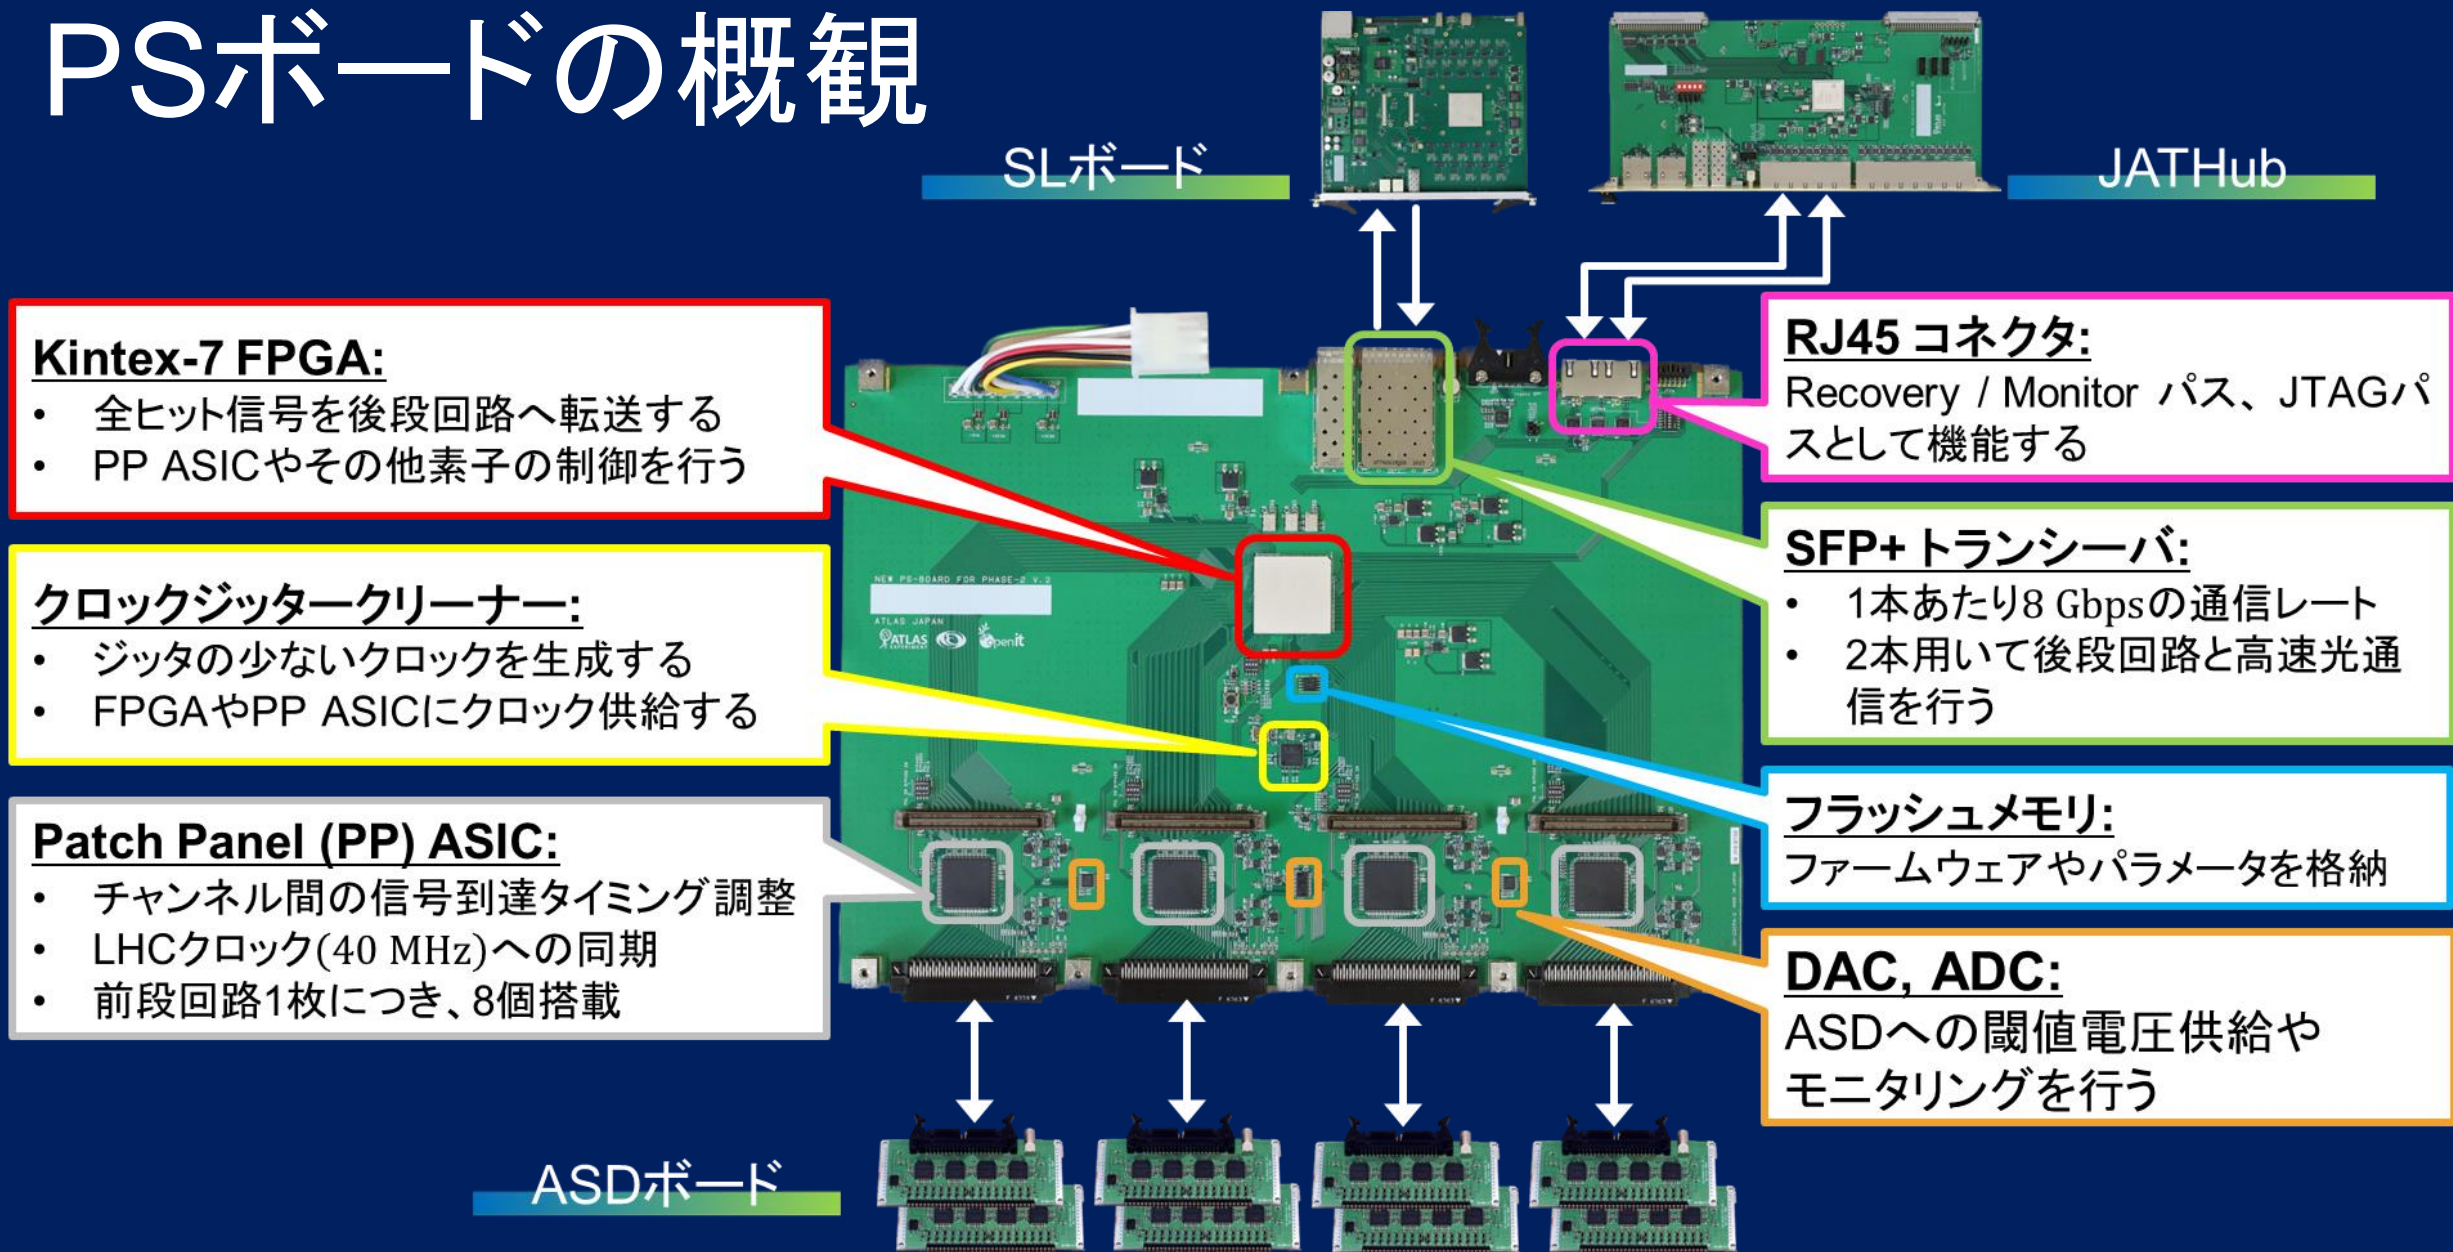 PSボードの概観
SLボード
JATHub
Kintex-7 FPGA:
• 全ヒット信号を後段回路へ転送する
• PP ASICやその他素子の制御を行う
クロックジッタークリーナー:
• ジッタの少ないクロックを生成する
• FPGAやPP ASICにクロック供給する
Patch Panel (PP) ASIC:
• チャンネル間の信号到達タイミング調整
• LHCクロック(40 MHz)への同期
• 前段回路1枚につき、8個搭載
NEW PS-BOARD FOR PHASE-2 V.2
ATLAS JAPAN
ATLAS
EXPERIMENT
Openit
RJ45 コネクタ:
Recovery / Monitor パス、JTAGパ
スとして機能する
SFP+ トランシーバ:
• 1本あたり8 Gbpsの通信レート
• 2本用いて後段回路と高速光通
信を行う
フラッシュメモリ:
ファームウェアやパラメータを格納
DAC, ADC:
ASDへの閾値電圧供給や
モニタリングを行う
ASDボード